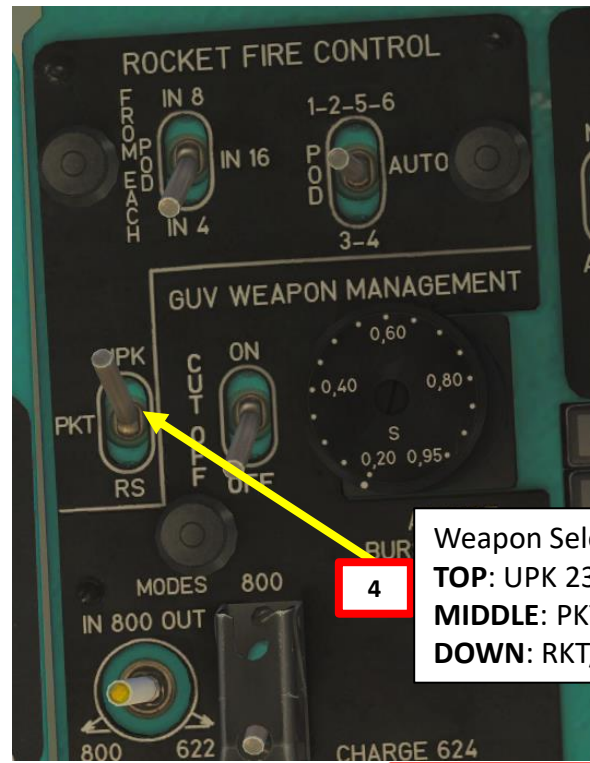 ROCKET FIRE CONTROL
FROM EACH POD
IN 8
IN 16
IN 4
1-2-5-6
POD
AUTO
3-4
GUV WEAPON MANAGEMENT
UPK
PKT
RS
CUT OFF
ON
OFF
0,60
0,40
0,80
S
0,20
0,95
BUR
MODES
800
IN 800 OUT
800
622
CHARGE 624
4
Weapon Sele
TOP: UPK 23
MIDDLE: PK
DOWN: RKT,